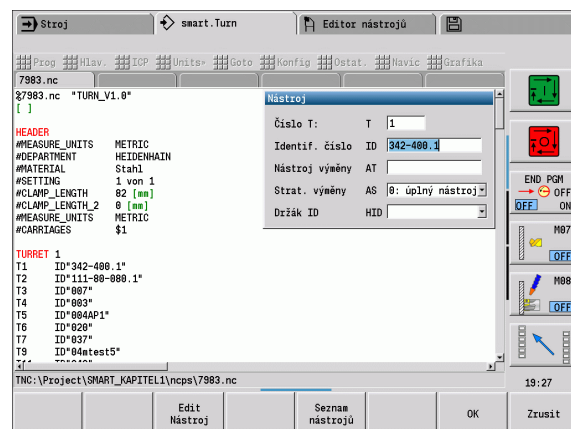 Stroj
smart.Turn
Editor nástrojů
Prog Hlav. ICP Units» Goto Konfig Ostat. Navic Grafika
7983.nc
%7983.nc "TURN_V1.0"
[ ]
HEADER
#MEASURE_UNITS METRIC
#DEPARTMENT HEIDENHAIN
#MATERIAL Stahl
#SETTING 1 von 1
#CLAMP_LENGTH 82 [mm]
#CLAMP_LENGTH_2 0 [mm]
#MEASURE_UNITS METRIC
#CARRIAGES $1
TURRET 1
T1 ID"342-400.1"
T2 ID"111-80-080.1"
T3 ID"007"
T4 ID"003"
T5 ID"004AP1"
T6 ID"020"
T7 ID"037"
T9 ID"04mtest5"
Nástroj
Číslo T: T 1
Identif. číslo ID 342-400.1
Nástroj výměny AT
Strat. výměny AS 0: úplný nástroj
Držák ID HID
END PGM
OFF
OFF ON
M07
OFF
M08
OFF
TNC:\Project\SMART_KAPITEL1\ncps\7983.nc
19:27
Edit Nástroj
Seznam nástrojů
OK
Zrusit